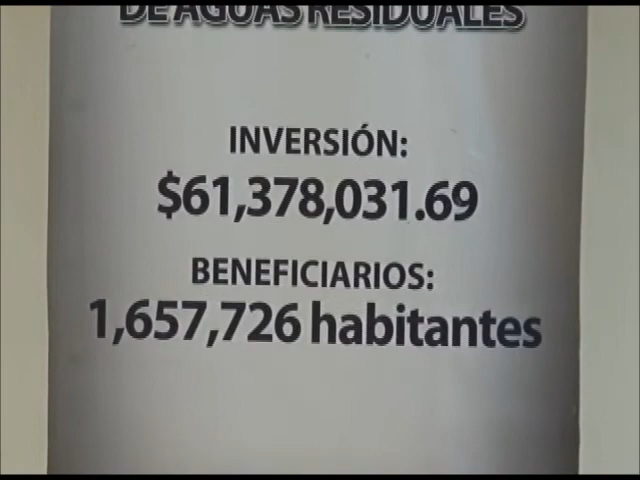 DE AGUAS RESIDUALES
INVERSIÓN:
$61,378,031.69
BENEFICIARIOS:
1,657,726 habitantes